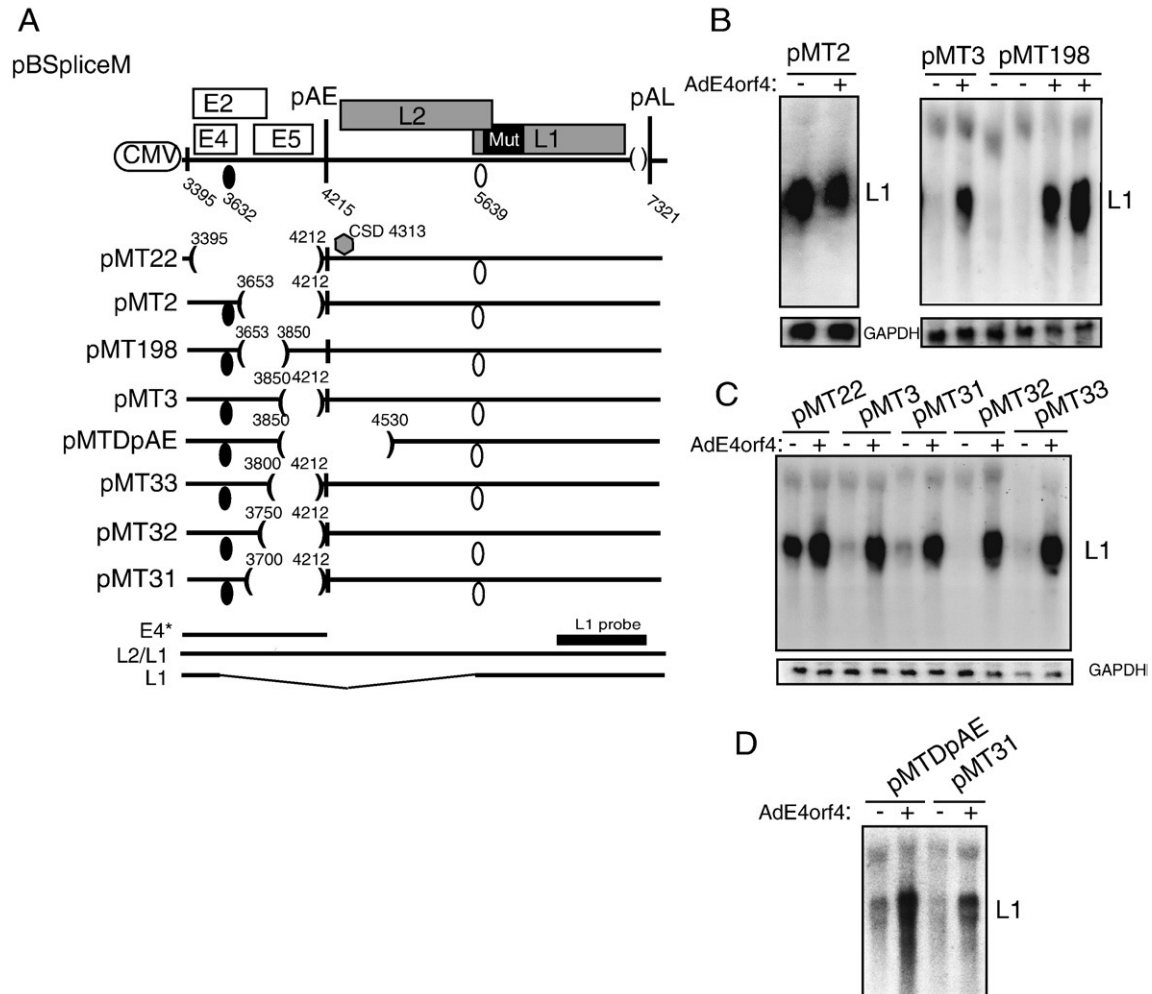 A
pBSpliceM
E2
E4
E5
pAE
L2
Mut
L1
pAL
CMV
( )
3395
3632
4215
5639
7321
CSD 4313
pMT22
3395
4212
pMT2
3653
4212
pMT198
3653
3850
pMT3
3850
4212
pMTDpAE
3850
4530
pMT33
3800
4212
pMT32
3750
4212
pMT31
3700
4212
E4*
L1 probe
L2/L1
L1
B
pMT2
pMT3
pMT198
AdE4orf4:
- +
- +
- - + +
L1
L1
GAPDH
C
pMT22
pMT3
pMT31
pMT32
pMT33
AdE4orf4:
- + - + - + - + - +
L1
GAPDH
D
pMTDpAE
pMT31
AdE4orf4:
- + - +
L1